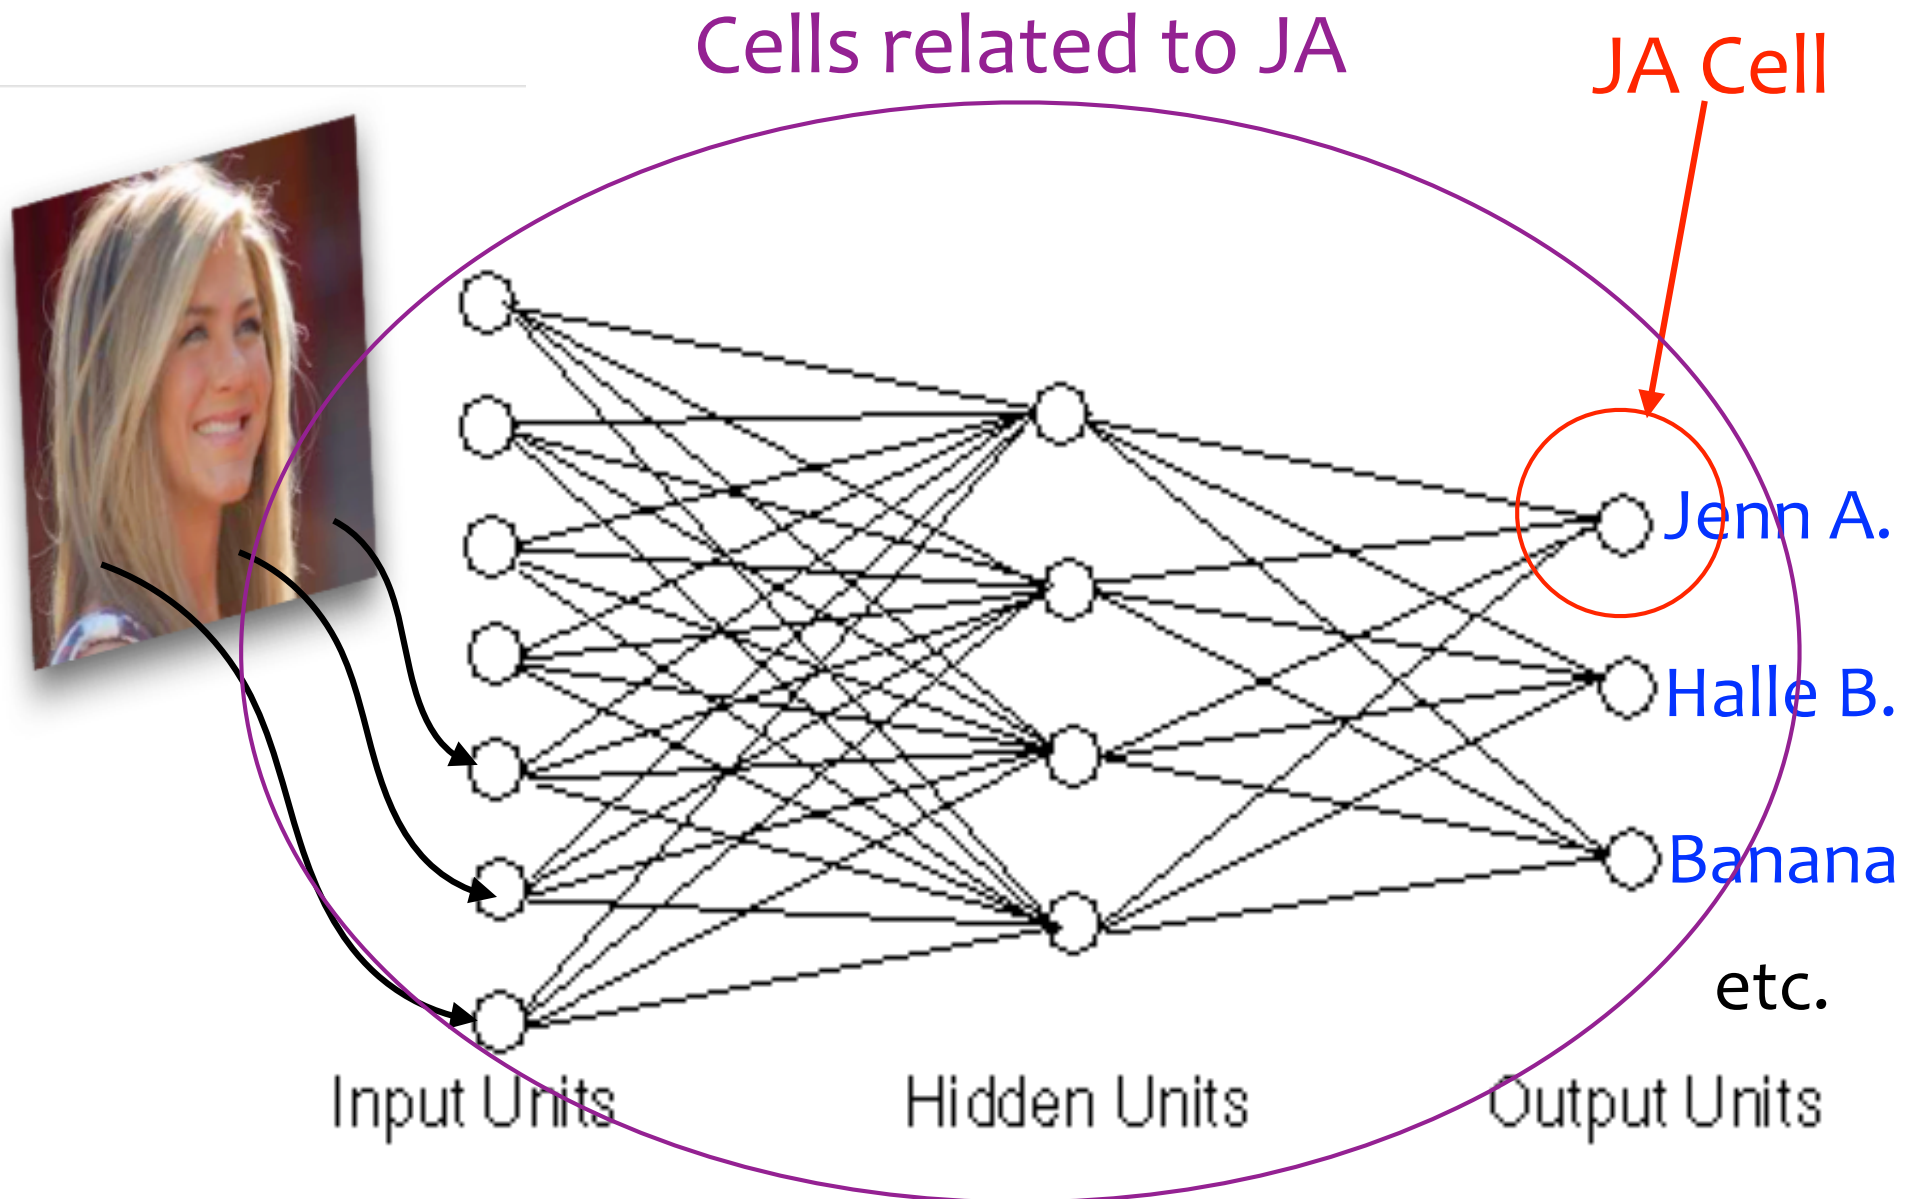 Cells related to JA
JA Cell
Jenn A.
Halle B.
Banana
etc.
Input Units
Hidden Units
Output Units